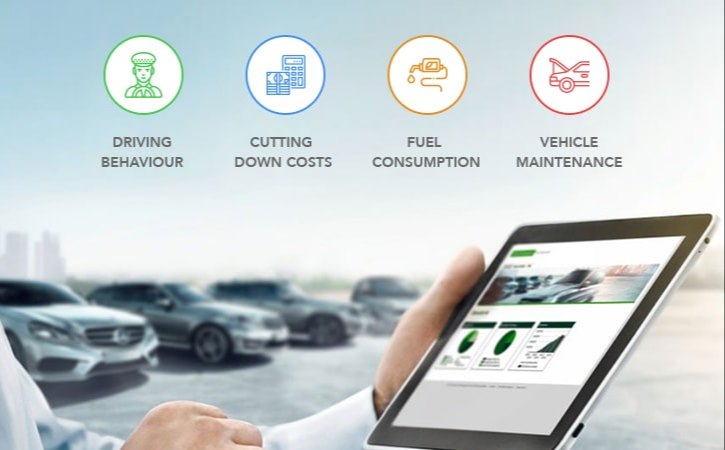 DRIVING
BEHAVIOUR
CUTTING
DOWN COSTS
FUEL
CONSUMPTION
VEHICLE
MAINTENANCE